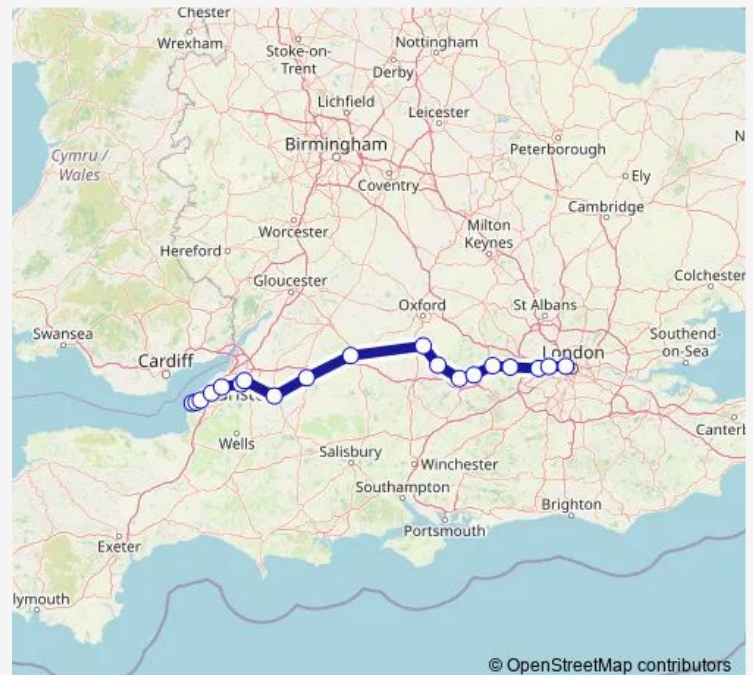 Chester
Wrexham
Stoke-on-
Trent
Nottingham
Derby
Lichfield
Leicester
Birmingham
Peterborough
N
Cymru /
Wales
Coventry
Ely
Cambridge
Worcester
Milton
Keynes
Hereford
Gloucester
Colchester
Oxford
St Albans
Swansea
Southend-
on-Sea
Cardiff
London
Wells
Salisbury
Winchester
Canterb
Southampton
Brighton
Portsmouth
Exeter
lymouth
© OpenStreetMap contributors